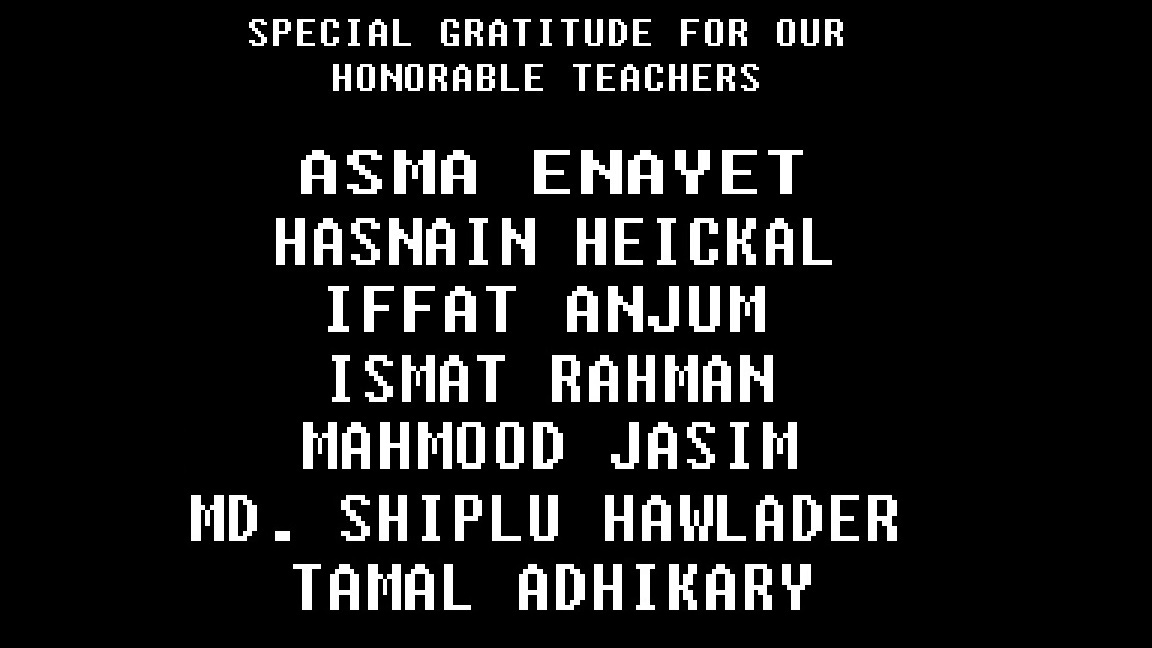 SPECIAL GRATITUDE FOR OUR
HONORABLE TEACHERS
ASMA ENAYET
HASNAIN HEICKAL
IFFAT ANJUM
ISMAT RAHMAN
MAHMOOD JASIM
MD. SHIPLU HAWLADER
TAMAL ADHIKARY